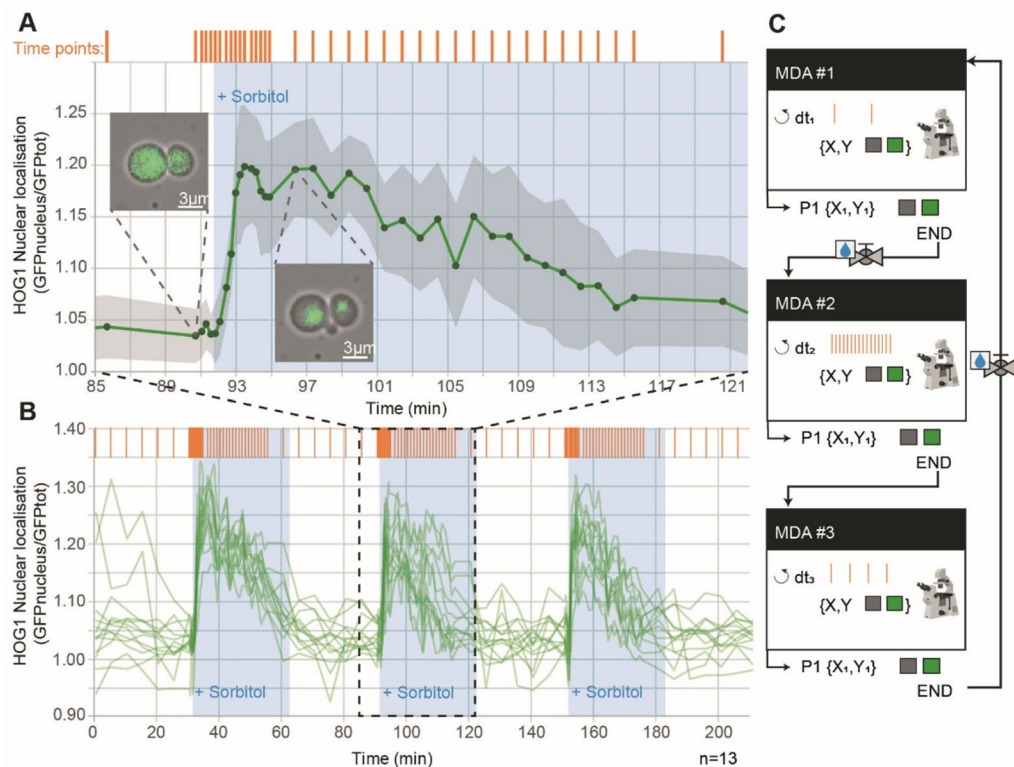 A
Time points:
HOG1 Nuclear localisation
(GFPnucleus/GFPtot)
1.25
1.20
1.15
1.10
1.05
1.00
+ Sorbitol
3µm
3µm
85 89 93 97 101 105 109 113 117 121
Time (min)
B
HOG1 Nuclear localisation
(GFPnucleus/GFPtot)
1.40
1.30
1.20
1.10
1.00
0.90
+ Sorbitol + Sorbitol + Sorbitol
0 20 40 60 80 100 120 140 160 180 200
Time (min)
n=13
C
MDA #1
dt₁
{X,Y }
P1 {X₁,Y₁}
END
MDA #2
dt₂
{X,Y }
P1 {X₁,Y₁}
END
MDA #3
dt₃
{X,Y }
P1 {X₁,Y₁}
END